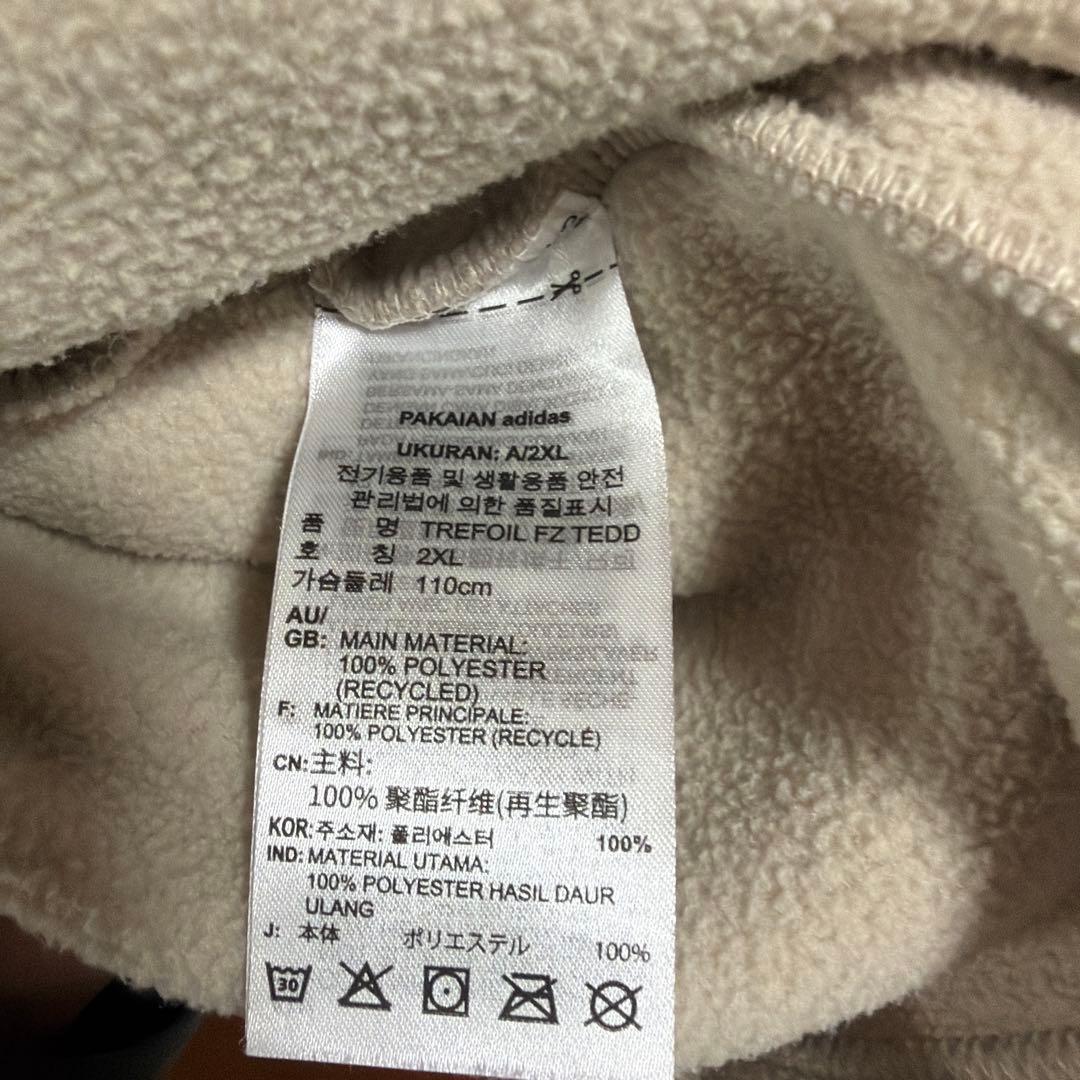 PAKAIAN adidas
UKURAN: A/2XL
전기용품 및 생활용품 안전
관리법에 의한 품질표시
품 명 TREFOIL FZ TEDD
호 칭 2XL
가슴둘레 110cm
AU/
GB: MAIN MATERIAL:
100% POLYESTER
(RECYCLED)
F: MATIERE PRINCIPALE:
100% POLYESTER (RECYCLÉ)
CN:主料:
100% 聚酯纤维(再生聚酯)
KOR:주소재: 폴리에스터 100%
IND: MATERIAL UTAMA:
100% POLYESTER HASIL DAUR
ULANG
J: 本体 ポリエステル 100%
30